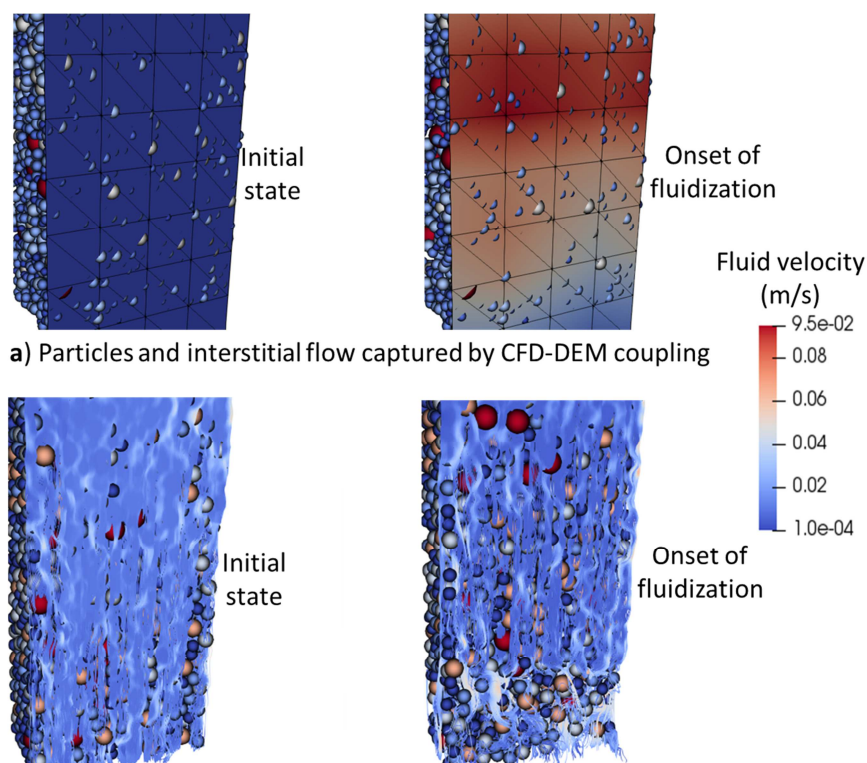 Initial
state
Onset of
fluidization
Fluid velocity
(m/s)
9.5e-02
0.08
0.06
0.04
0.02
1.0e-04
a) Particles and interstitial flow captured by CFD-DEM coupling
Initial
state
Onset of
fluidization